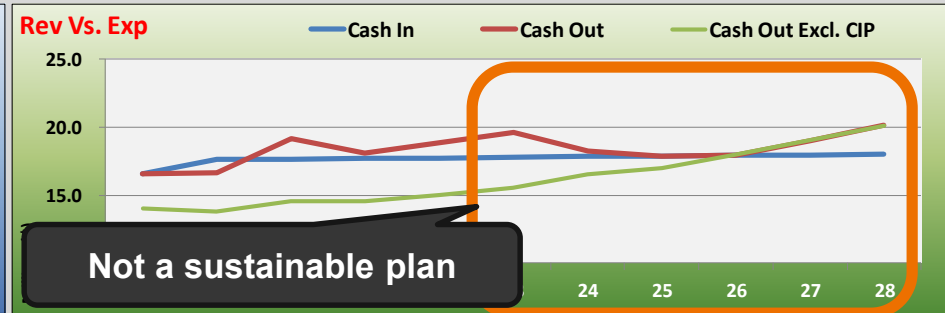 Rev Vs. Exp
Cash In
Cash Out
Cash Out Excl. CIP
25.0
20.0
15.0
Not a sustainable plan
24
25
26
27
28